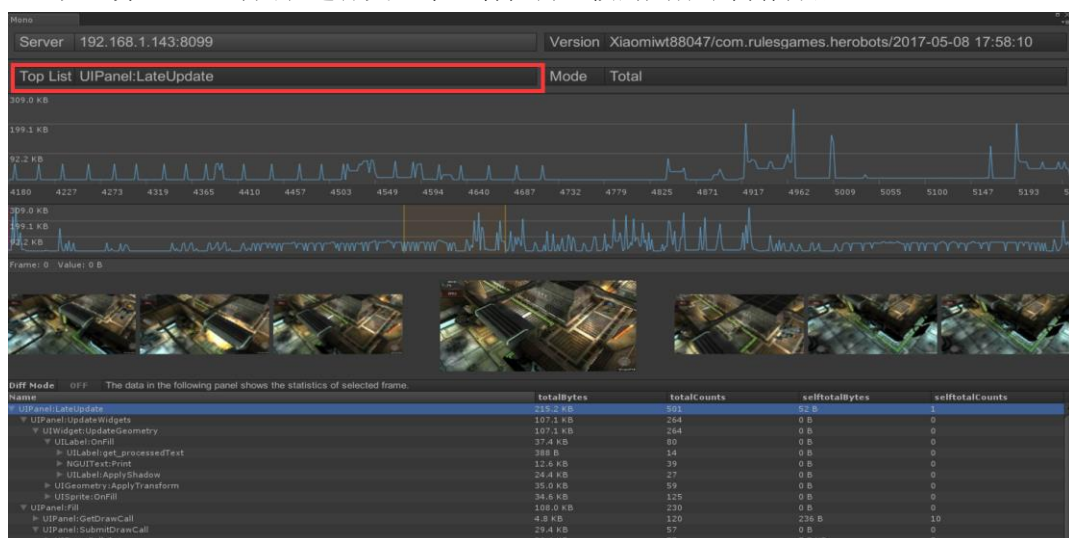 Mono
Server 192.168.1.143:8099 Version Xiaomiwt88047/com.rulesgames.herobots/2017-05-08 17:58:10
Top List UIPanel:LateUpdate Mode Total
309.0 KB
199.1 KB
92.2 KB
4180 4227 4273 4319 4365 4410 4457 4503 4549 4594 4640 4687 4732 4779 4825 4871 4917 4962 5009 5055 5100 5147 5193
309.0 KB
199.1 KB
92.2 KB
Frame: 0 Value: 0 B
Diff Mode OFF The data in the following panel shows the statistics of selected frame.
Name totalBytes totalCounts selftotalBytes selftotalCounts
UIPanel:LateUpdate 215.2 KB 501 52 B 1
UIPanel:UpdateWidgets 107.1 KB 264 0 B 0
UIWidget:UpdateGeometry 107.1 KB 264 0 B 0
UILabel:OnFill 37.4 KB 80 0 B 0
UILabel:get_processedText 388 B 14 0 B 0
NGUIText:Print 12.6 KB 39 0 B 0
UILabel:ApplyShadow 24.4 KB 27 0 B 0
UIGeometry:ApplyTransform 35.0 KB 59 0 B 0
UISprite:OnFill 34.6 KB 125 0 B 0
UIPanel:Fill 108.0 KB 230 0 B 0
UIPanel:GetDrawCall 4.8 KB 120 236 B 10
UIPanel:SubmitDrawCall 29.4 KB 57 0 B 0